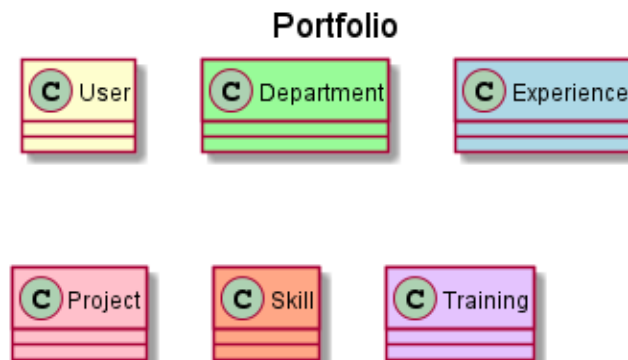 Portfolio
C User
C Department
C Experience
C Project
C Skill
C Training